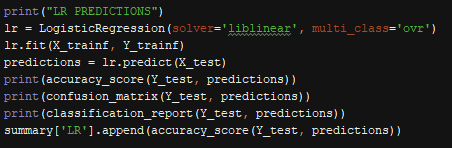 print("LR PREDICTIONS")
lr = LogisticRegression(solver='liblinear', multi_class='ovr')
lr.fit(X_trainf, Y_trainf)
predictions = lr.predict(X_test)
print(accuracy_score(Y_test, predictions))
print(confusion_matrix(Y_test, predictions))
print(classification_report(Y_test, predictions))
summary['LR'].append(accuracy_score(Y_test, predictions))